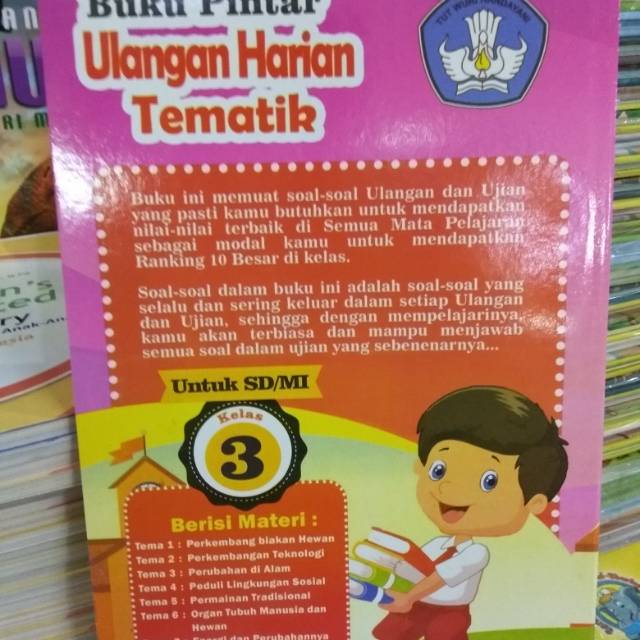 Buku Pintar
Ulangan Harian
Tematik
TUT WURI HANDAYANI
Buku ini memuat soal-soal Ulangan dan Ujian
yang pasti kamu butuhkan untuk mendapatkan
nilai-nilai terbaik di Semua Mata Pelajaran
sebagai modal kamu untuk mendapatkan
Ranking 10 Besar di kelas.
Soal-soal dalam buku ini adalah soal-soal yang
selalu dan sering keluar dalam setiap Ulangan
dan Ujian, sehingga dengan mempelajarinya,
kamu akan terbiasa dan mampu menjawab
semua soal dalam ujian yang sebenenarnya...
Untuk SD/MI
Kelas
3
Berisi Materi :
Tema 1 : Perkembang biakan Hewan
Tema 2 : Perkembangan Teknologi
Tema 3 : Perubahan di Alam
Tema 4 : Peduli Lingkungan Sosial
Tema 5 : Permainan Tradisional
Tema 6 : Organ Tubuh Manusia dan
Hewan
Energi dan Perubahannya